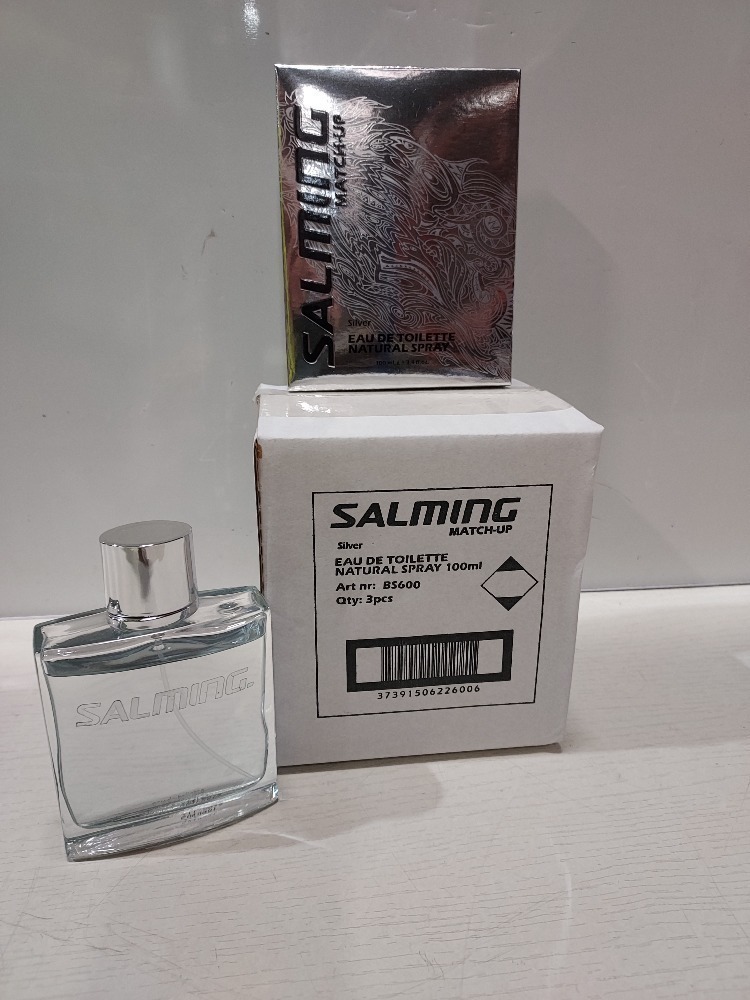 SALMING
MATCH-UP
Silver
EAU DE TOILETTE
NATURAL SPRAY
SALMING
MATCH-UP
Silver
EAU DE TOILETTE
NATURAL SPRAY 100ml
Art nr: BS600
Qty: 3pcs
37391506226006
SALMING